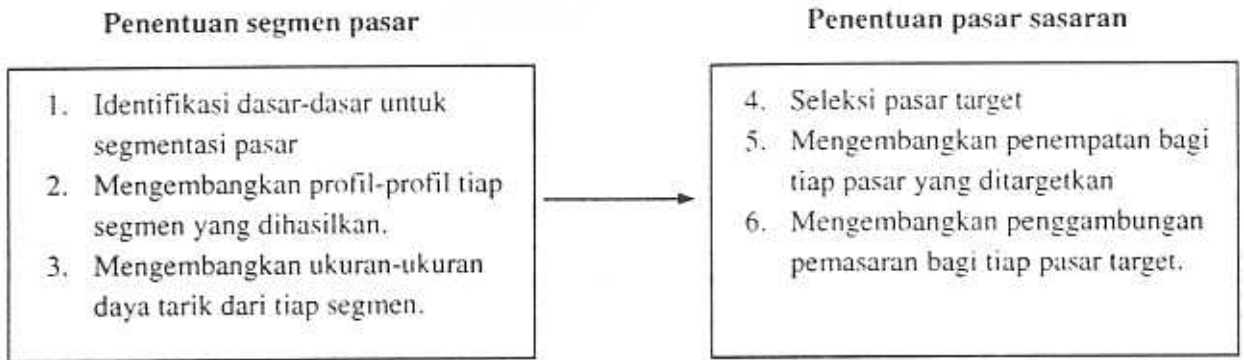 Penentuan segmen pasar
1. Identifikasi dasar-dasar untuk
segmentasi pasar
2. Mengembangkan profil-profil tiap
segmen yang dihasilkan.
3. Mengembangkan ukuran-ukuran
daya tarik dari tiap segmen.
Penentuan pasar sasaran
4. Seleksi pasar target
5. Mengembangkan penempatan bagi
tiap pasar yang ditargetkan
6. Mengembangkan penggambungan
pemasaran bagi tiap pasar target.